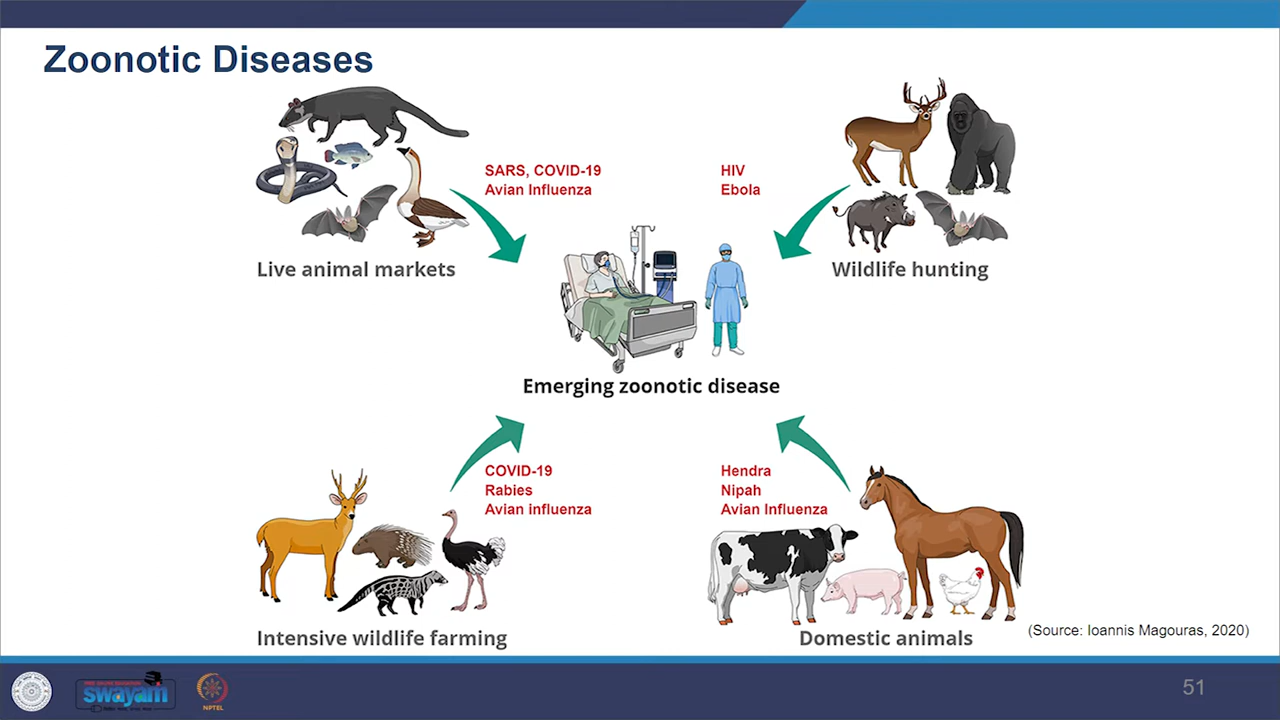 Zoonotic Diseases
SARS, COVID-19
Avian Influenza
HIV
Ebola
Live animal markets
Wildlife hunting
Emerging zoonotic disease
COVID-19
Rabies
Avian influenza
Hendra
Nipah
Avian Influenza
Intensive wildlife farming
Domestic animals
(Source: Ioannis Magouras, 2020)
swayam
NPTEL
51